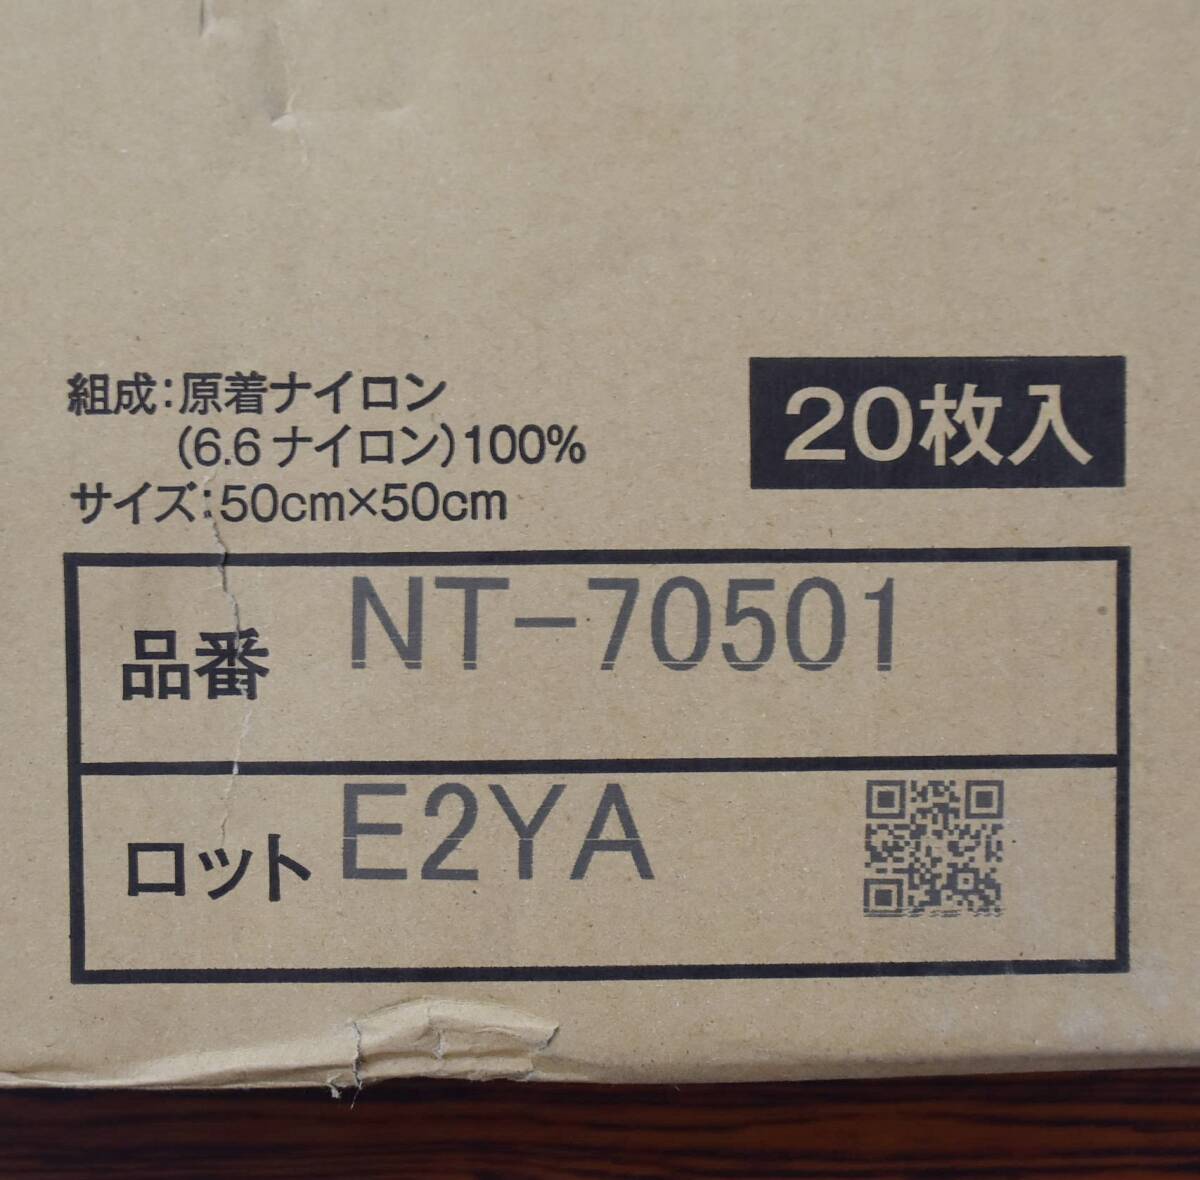 組成:原着ナイロン
(6.6ナイロン)100%
サイズ:50cm×50cm
20枚入
品番 NT-70501
ロット E2YA